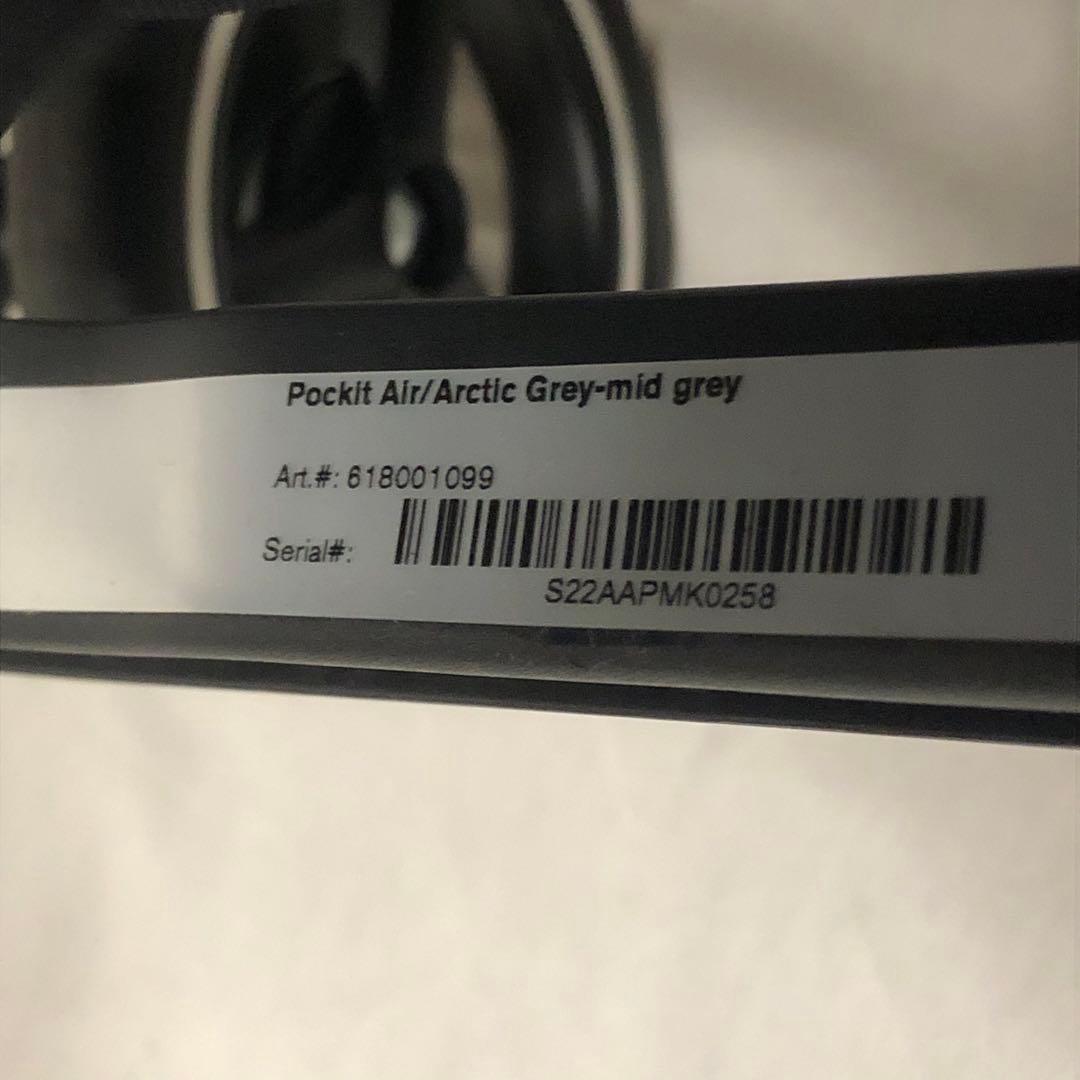 Pockit Air/Arctic Grey-mid grey
Art.#: 618001099
Serial#:
S22AAPMK0258